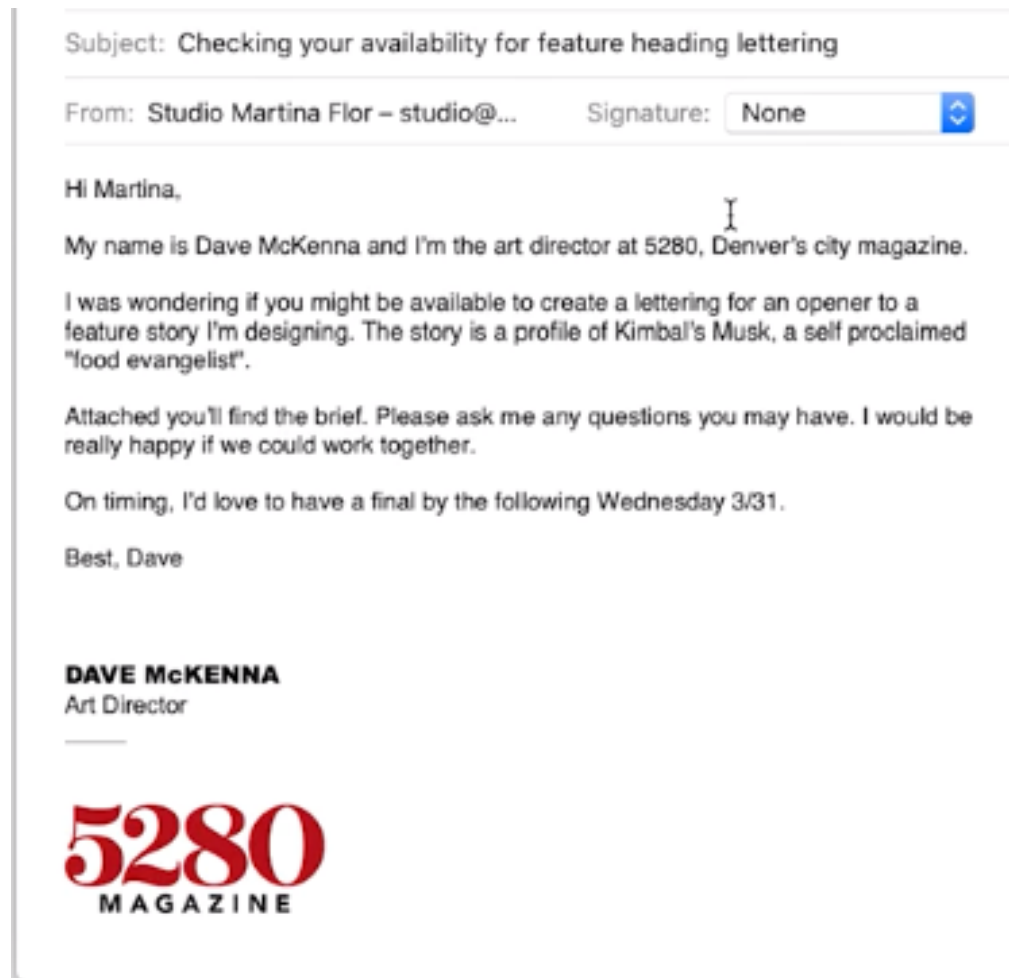 Subject: Checking your availability for feature heading lettering
From: Studio Martina Flor – studio@... Signature: None
Hi Martina,
My name is Dave McKenna and I'm the art director at 5280, Denver's city magazine.
I was wondering if you might be available to create a lettering for an opener to a
feature story I'm designing. The story is a profile of Kimbal's Musk, a self proclaimed
"food evangelist".
Attached you'll find the brief. Please ask me any questions you may have. I would be
really happy if we could work together.
On timing, I'd love to have a final by the following Wednesday 3/31.
Best, Dave
DAVE McKENNA
Art Director
5280
MAGAZINE